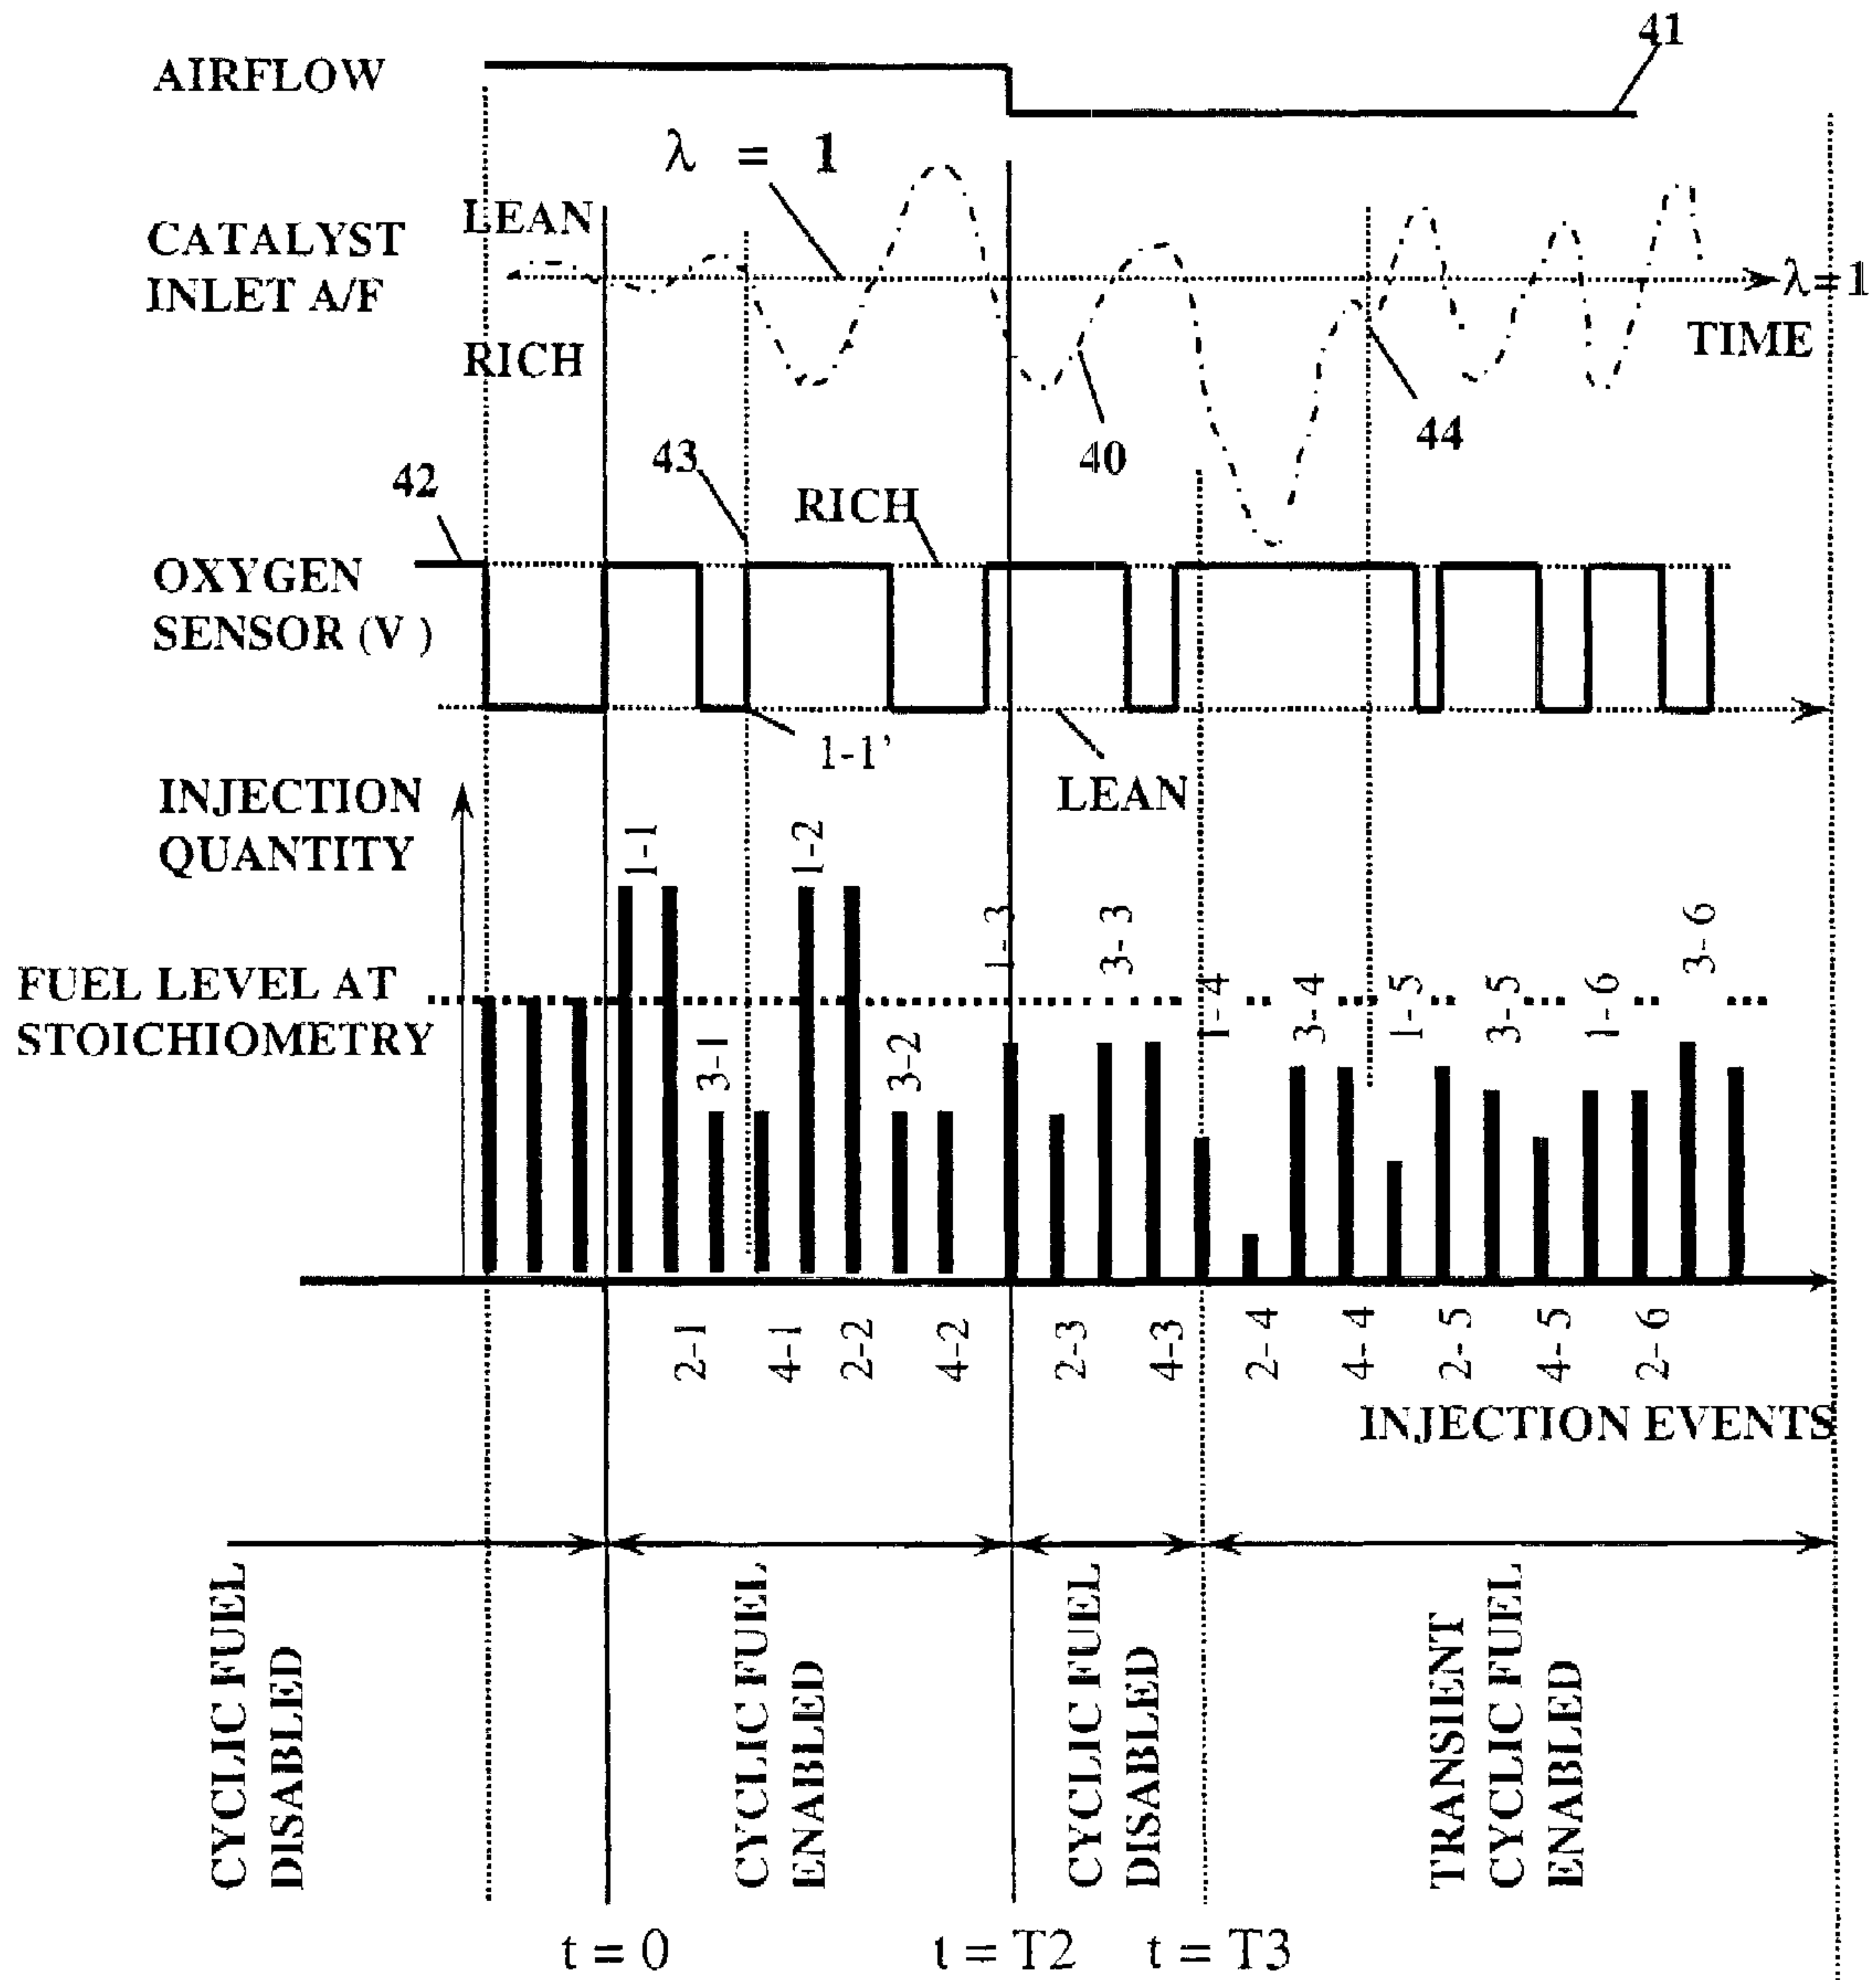 AIRFLOW
41
λ = 1
LEAN
CATALYST
INLET A/F
λ=1
RICH
TIME
40
44
43
42
RICH
OXYGEN
SENSOR (V )
1-1'
LEAN
INJECTION
QUANTITY
1-1
1-2
1-3
3-3
3-6
FUEL LEVEL AT
STOICHIOMETRY
3-1
3-2
1-4
3-4
1-5
3-5
1-6
2-1
4-1
2-2
4-2
2-3
4-3
2-4
4-4
2-5
4-5
2-6
INJECTION EVENTS
CYCLIC FUEL
DISABLED
CYCLIC FUEL
ENABLED
CYCLIC FUEL
DISABLED
TRANSIENT
CYCLIC FUEL
ENABLED
t = 0
t = T2
t = T3